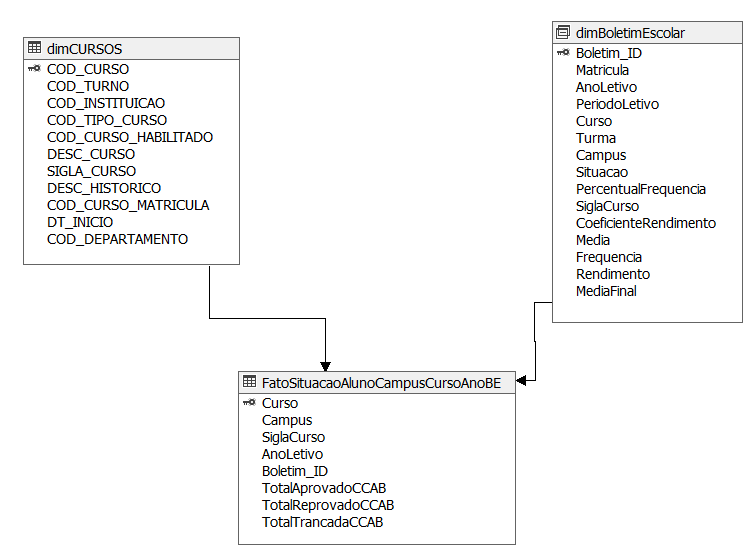 dimCURSOS
COD_CURSO
COD_TURNO
COD_INSTITUICAO
COD_TIPO_CURSO
COD_CURSO_HABILITADO
DESC_CURSO
SIGLA_CURSO
DESC_HISTORICO
COD_CURSO_MATRICULA
DT_INICIO
COD_DEPARTAMENTO
dimBoletimEscolar
Boletim_ID
Matricula
AnoLetivo
PeriodoLetivo
Curso
Turma
Campus
Situacao
PercentualFrequencia
SiglaCurso
CoeficienteRendimento
Media
Frequencia
Rendimento
MediaFinal
FatoSituacaoAlunoCampusCursoAnoBE
Curso
Campus
SiglaCurso
AnoLetivo
Boletim_ID
TotalAprovadoCCAB
TotalReprovadoCCAB
TotalTrancadaCCAB